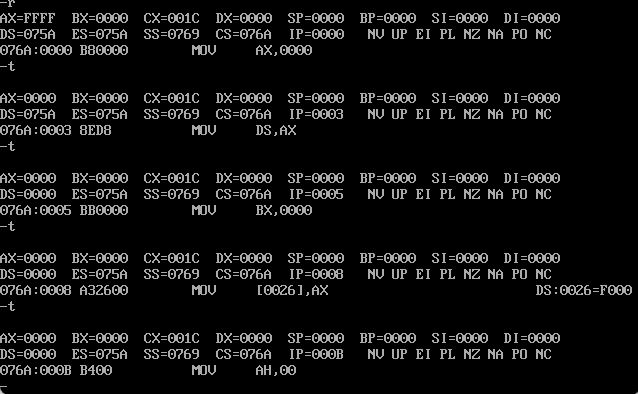 -r
AX=FFFF BX=0000 CX=001C DX=0000 SP=0000 BP=0000 SI=0000 DI=0000
DS=075A ES=075A SS=0769 CS=076A IP=0000 NV UP EI PL NZ NA PO NC
076A:0000 B80000 MOV AX,0000
-t
AX=0000 BX=0000 CX=001C DX=0000 SP=0000 BP=0000 SI=0000 DI=0000
DS=075A ES=075A SS=0769 CS=076A IP=0003 NV UP EI PL NZ NA PO NC
076A:0003 8ED8 MOV DS,AX
-t
AX=0000 BX=0000 CX=001C DX=0000 SP=0000 BP=0000 SI=0000 DI=0000
DS=0000 ES=075A SS=0769 CS=076A IP=0005 NV UP EI PL NZ NA PO NC
076A:0005 BB0000 MOV BX,0000
-t
AX=0000 BX=0000 CX=001C DX=0000 SP=0000 BP=0000 SI=0000 DI=0000
DS=0000 ES=075A SS=0769 CS=076A IP=0008 NV UP EI PL NZ NA PO NC
076A:0008 A32600 MOV [0026],AX DS:0026=F000
-t
AX=0000 BX=0000 CX=001C DX=0000 SP=0000 BP=0000 SI=0000 DI=0000
DS=0000 ES=075A SS=0769 CS=076A IP=000B NV UP EI PL NZ NA PO NC
076A:000B B400 MOV AH,00
-